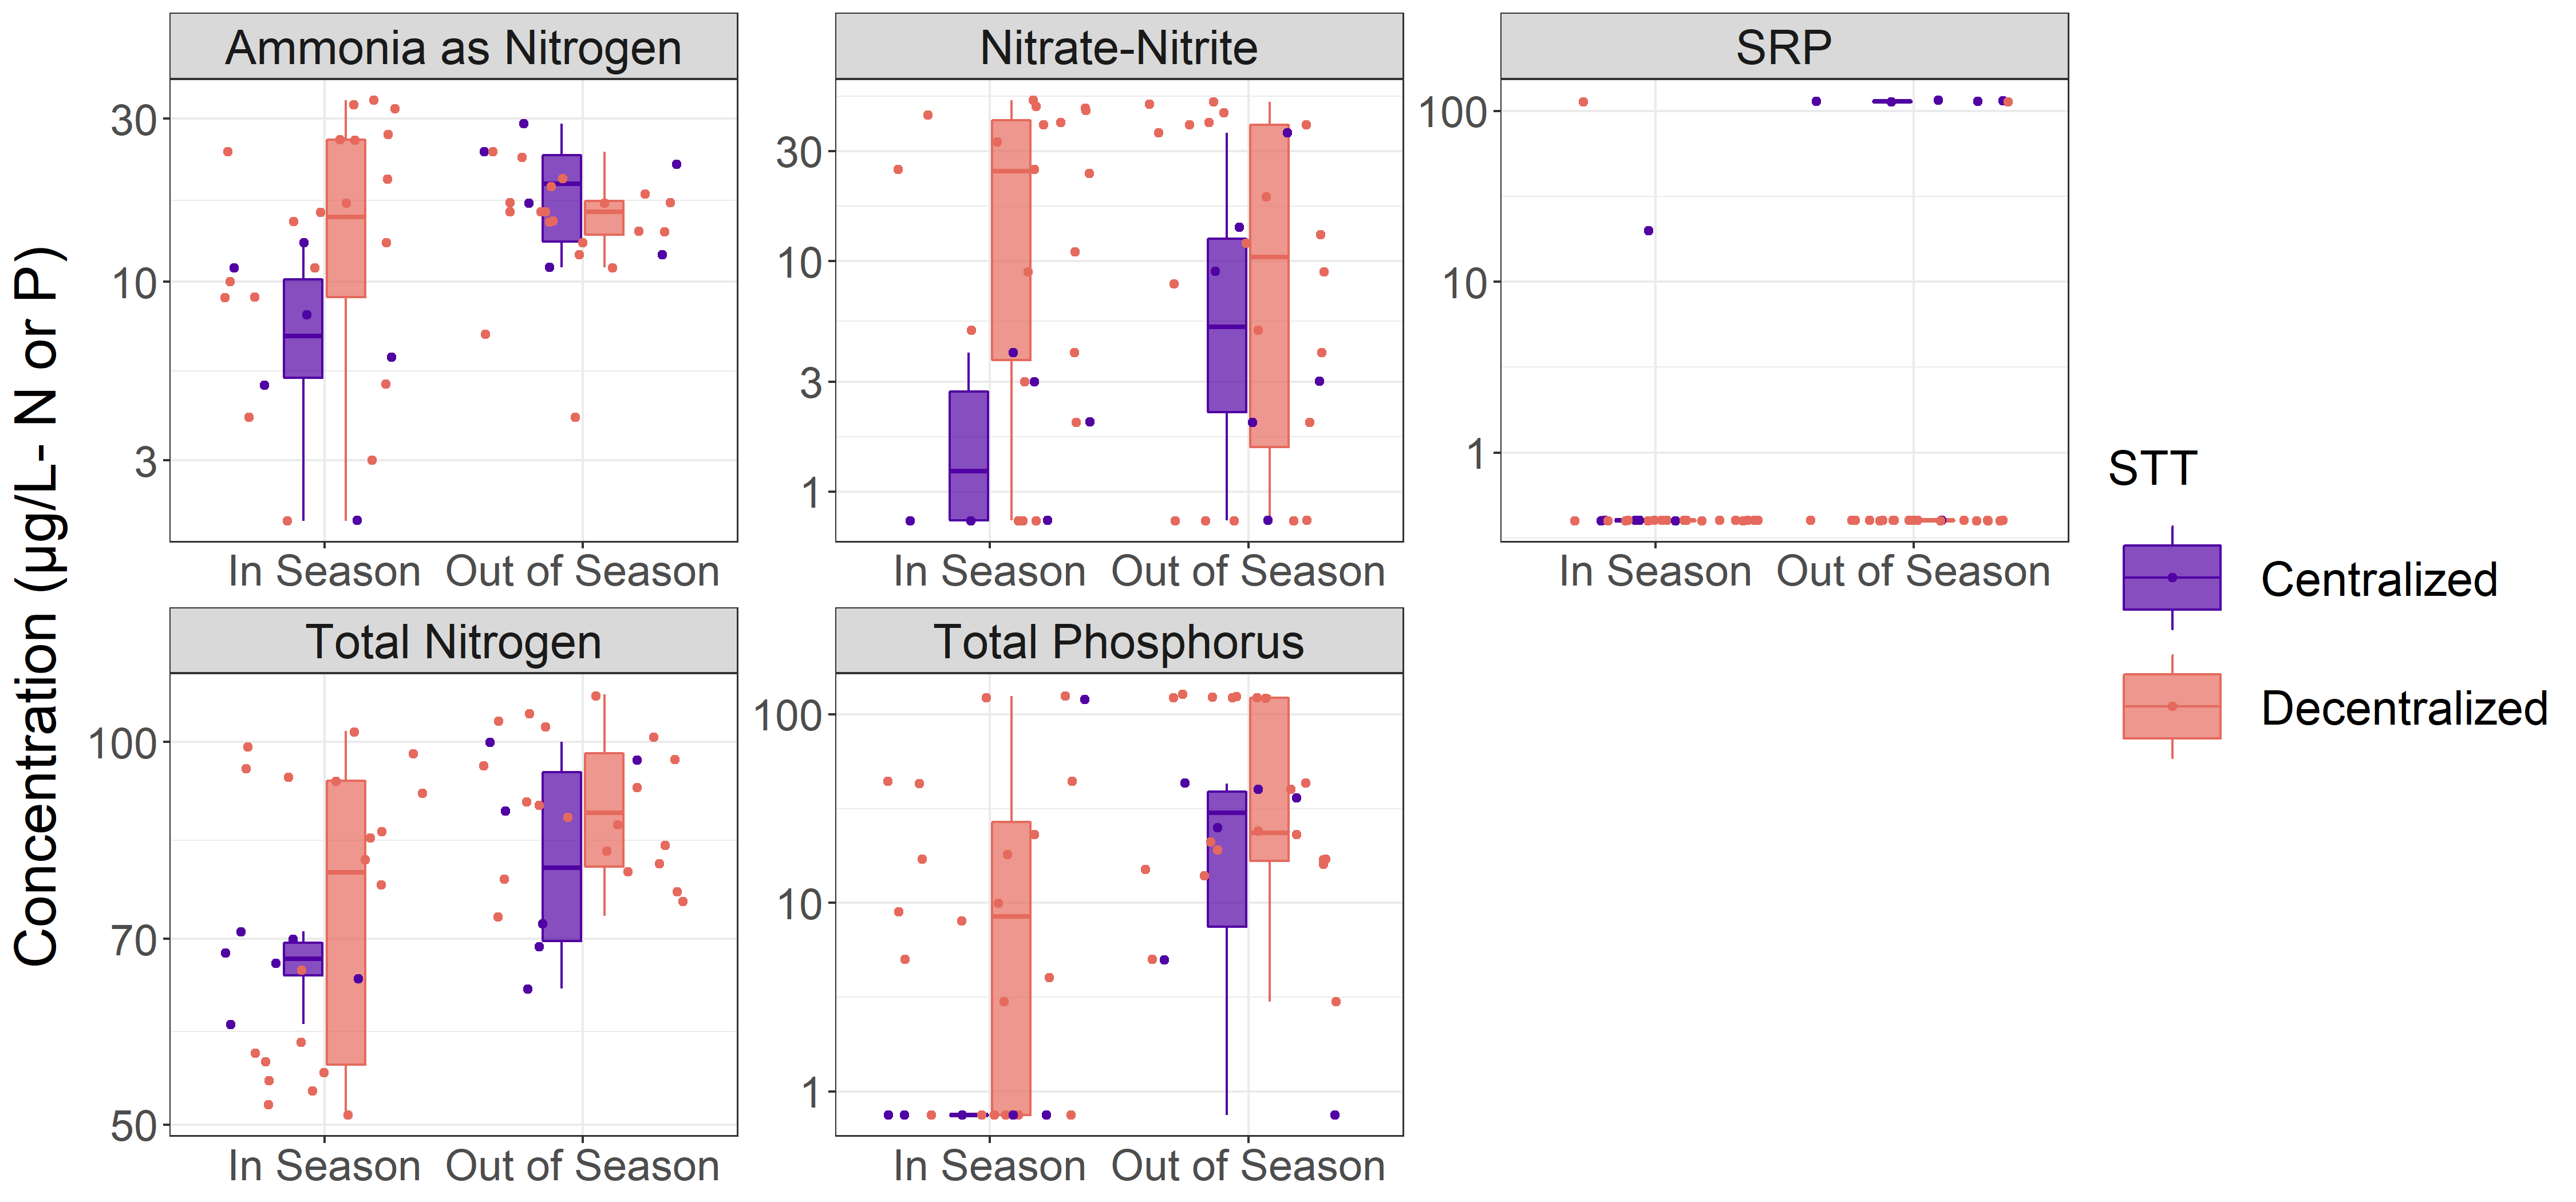 Ammonia as Nitrogen
Nitrate-Nitrite
SRP
30
10
3
30
10
3
1
100
10
1
In Season Out of Season
In Season Out of Season
In Season Out of Season
Concentration (µg/L- N or P)
STT
Centralized
Decentralized
Total Nitrogen
Total Phosphorus
100
70
50
100
10
1
In Season Out of Season
In Season Out of Season